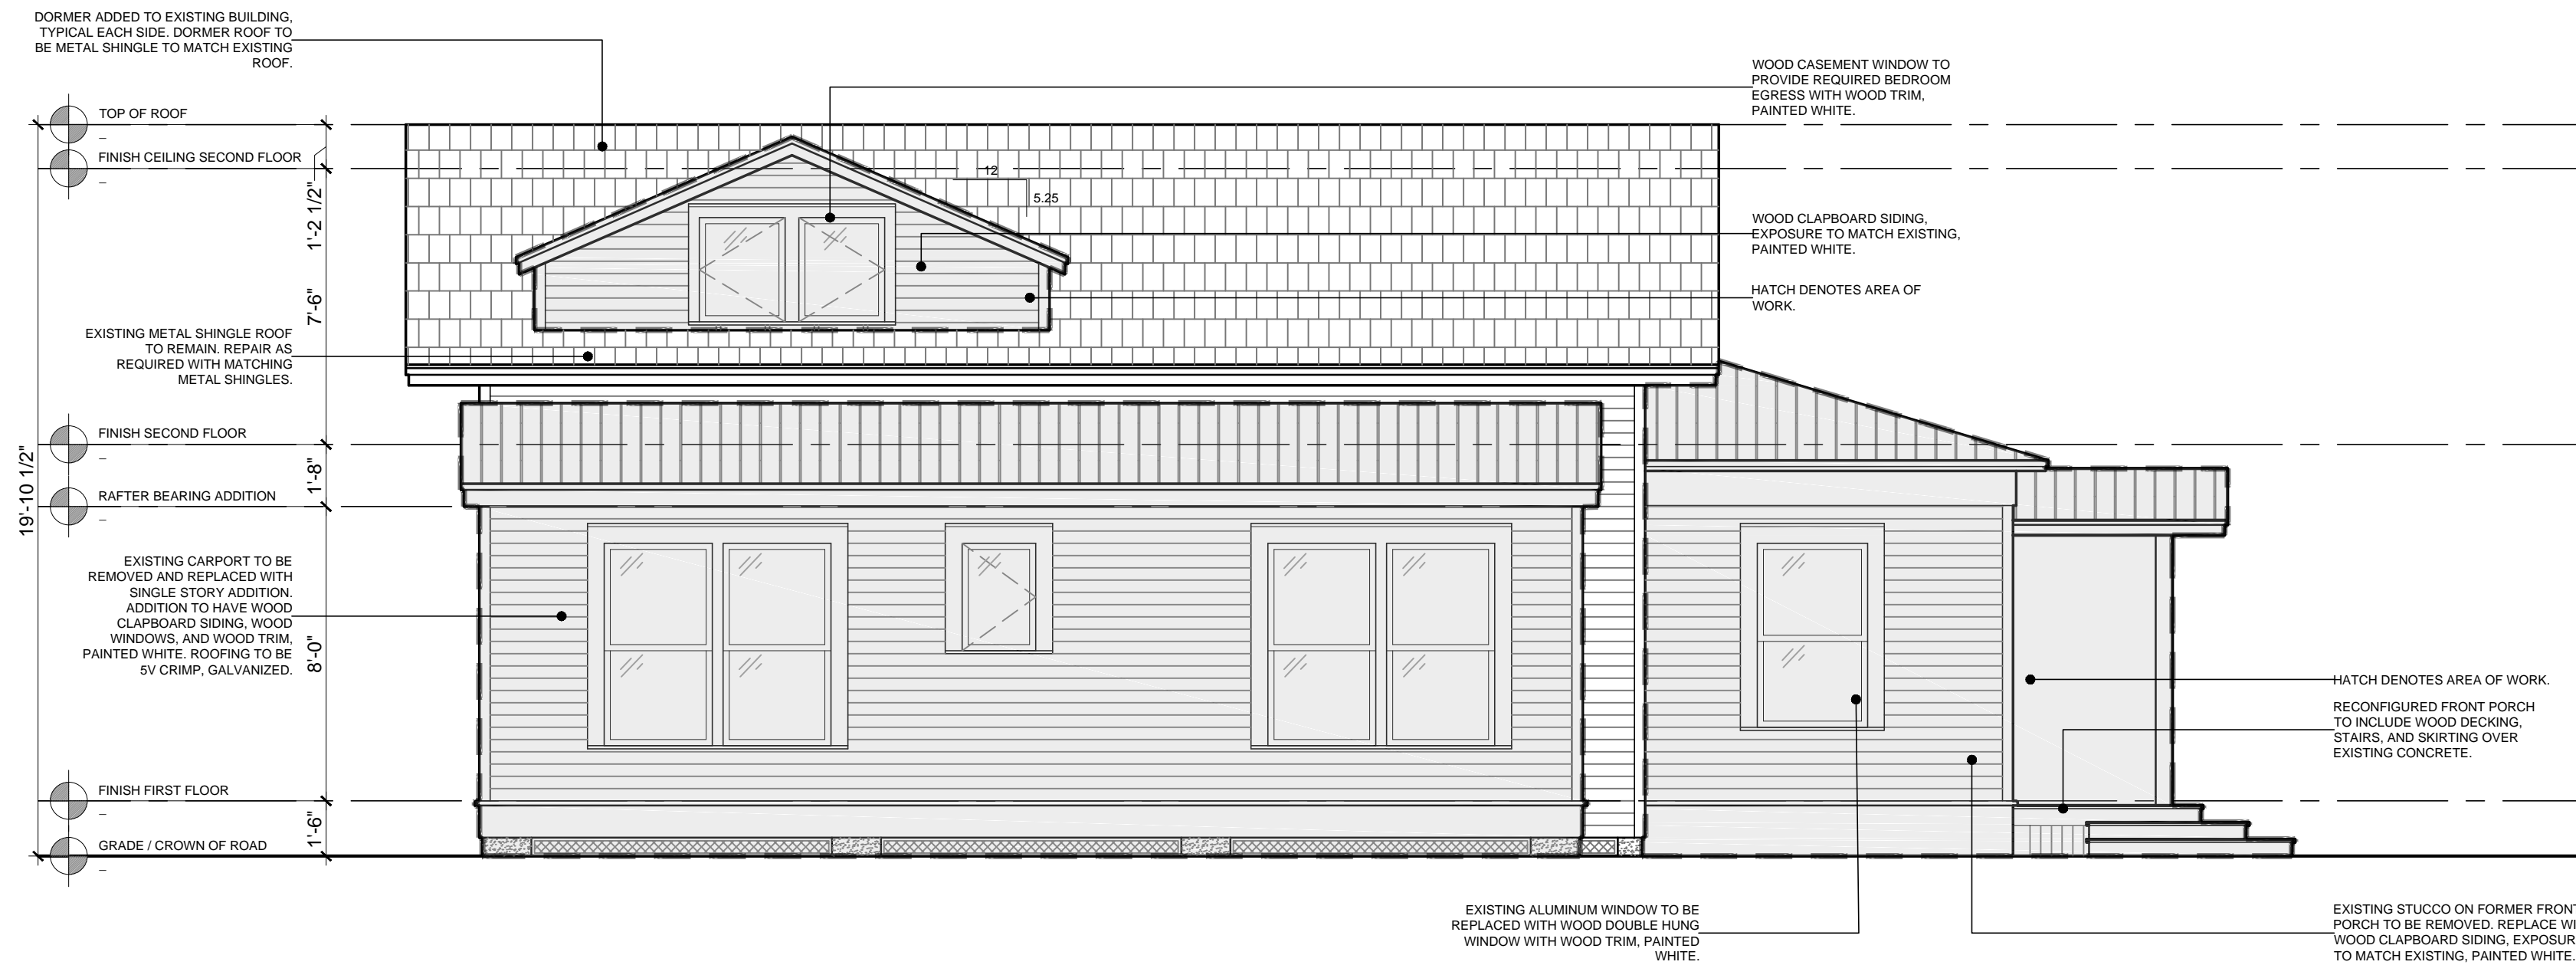 DORMER ADDED TO EXISTING BUILDING,
TYPICAL EACH SIDE. DORMER ROOF TO
BE METAL SHINGLE TO MATCH EXISTING
ROOF.
WOOD CASEMENT WINDOW TO
PROVIDE REQUIRED BEDROOM
EGRESS WITH WOOD TRIM,
PAINTED WHITE.
TOP OF ROOF
–
FINISH CEILING SECOND FLOOR
–
1'-2 1/2"
12
5.25
WOOD CLAPBOARD SIDING,
EXPOSURE TO MATCH EXISTING,
PAINTED WHITE.
HATCH DENOTES AREA OF
WORK.
7'-6"
EXISTING METAL SHINGLE ROOF
TO REMAIN. REPAIR AS
REQUIRED WITH MATCHING
METAL SHINGLES.
FINISH SECOND FLOOR
–
1'-8"
19'-10 1/2"
RAFTER BEARING ADDITION
–
EXISTING CARPORT TO BE
REMOVED AND REPLACED WITH
SINGLE STORY ADDITION.
ADDITION TO HAVE WOOD
CLAPBOARD SIDING, WOOD
WINDOWS, AND WOOD TRIM,
PAINTED WHITE. ROOFING TO BE
5V CRIMP, GALVANIZED.
8'-0"
HATCH DENOTES AREA OF WORK.
RECONFIGURED FRONT PORCH
TO INCLUDE WOOD DECKING,
STAIRS, AND SKIRTING OVER
EXISTING CONCRETE.
FINISH FIRST FLOOR
–
1'-6"
GRADE / CROWN OF ROAD
–
EXISTING ALUMINUM WINDOW TO BE
REPLACED WITH WOOD DOUBLE HUNG
WINDOW WITH WOOD TRIM, PAINTED
WHITE.
EXISTING STUCCO ON FORMER FRONT
PORCH TO BE REMOVED. REPLACE WI
WOOD CLAPBOARD SIDING, EXPOSUR
TO MATCH EXISTING, PAINTED WHITE.